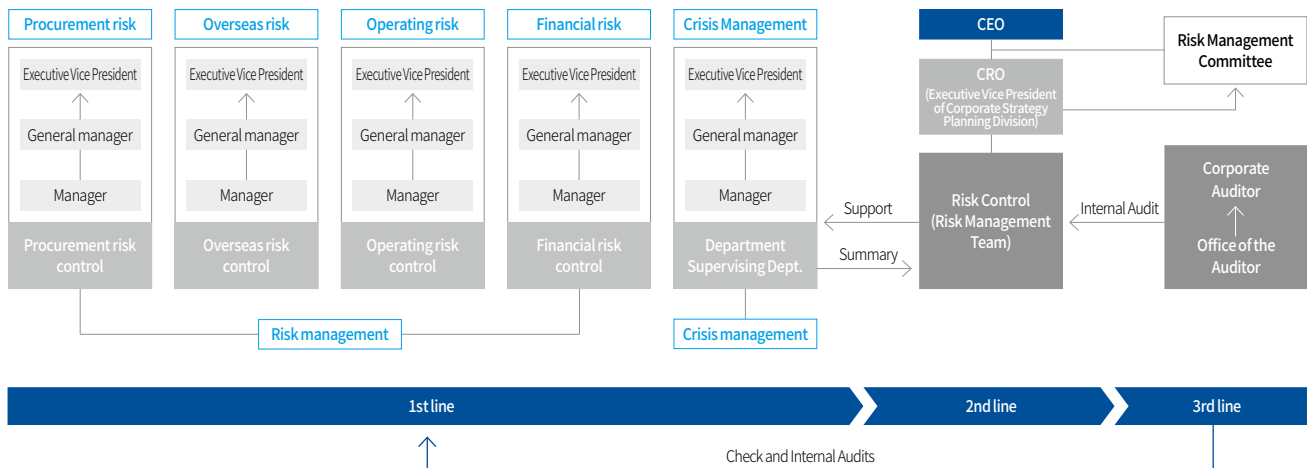 Procurement risk
Executive Vice President
General manager
Manager
Procurement risk
control
Overseas risk
Executive Vice President
General manager
Manager
Overseas risk
control
Operating risk
Executive Vice President
General manager
Manager
Operating risk
control
Financial risk
Executive Vice President
General manager
Manager
Financial risk
control
Risk management
Crisis Management
Executive Vice President
General manager
Manager
Department
Supervising Dept.
Crisis management
Support
Summary
CEO
CRO
(Executive Vice President
of Corporate Strategy
Planning Division)
Risk Control
(Risk Management
Team)
Risk Management
Committee
Internal Audit
Corporate
Auditor
Office of the
Auditor
1st line
2nd line
3rd line
Check and Internal Audits